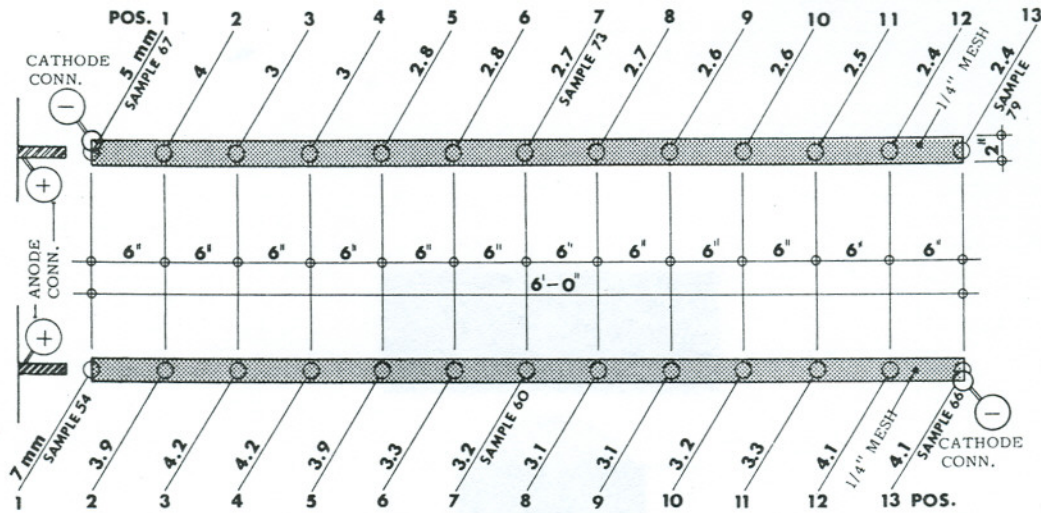 POS. 1 2 3 4 5 6 7 8 9 10 11 12 13
5 mm 4 3 3 2.8 2.8 2.7 2.7 2.6 2.6 2.5 2.4 2.4
SAMPLE 67
SAMPLE 73
1/4" MESH
SAMPLE 79
CATHODE
CONN.
−
+
2"
ANODE
CONN.
6" 6" 6" 6" 6" 6" 6" 6" 6" 6" 6" 6"
6'-0"
+
−
CATHODE
CONN.
7 mm 3.9 4.2 4.2 3.9 3.3 3.2 3.1 3.1 3.2 3.3 4.1 4.1
SAMPLE 54
SAMPLE 60
1/4" MESH
SAMPLE 66
1 2 3 4 5 6 7 8 9 10 11 12 13 POS.